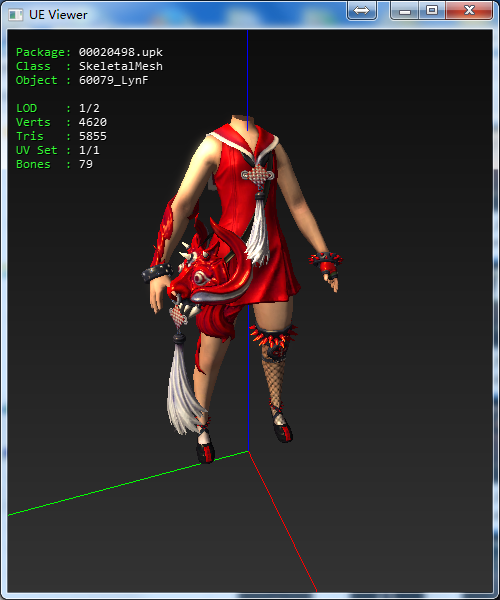 UE Viewer
Package: 00020498.upk
Class  : SkeletalMesh
Object : 60079_LynF
LOD    : 1/2
Verts  : 4620
Tris   : 5855
UV Set : 1/1
Bones  : 79